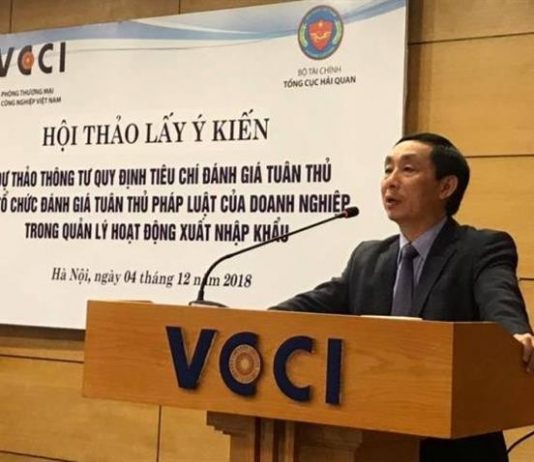 VCCI
PHÒNG THƯƠNG MẠI
CÔNG NGHIỆP VIỆT NAM
BỘ TÀI CHÍNH
TỔNG CỤC HẢI QUAN
HỘI THẢO LẤY Ý KIẾN
DỰ THẢO THÔNG TƯ QUY ĐỊNH TIÊU CHÍ ĐÁNH GIÁ TUÂN THỦ
TỔ CHỨC ĐÁNH GIÁ TUÂN THỦ PHÁP LUẬT CỦA DOANH NGHIỆP
TRONG QUẢN LÝ HOẠT ĐỘNG XUẤT NHẬP KHẨU
Hà Nội, ngày 04 tháng 12 năm 2018
VCCI